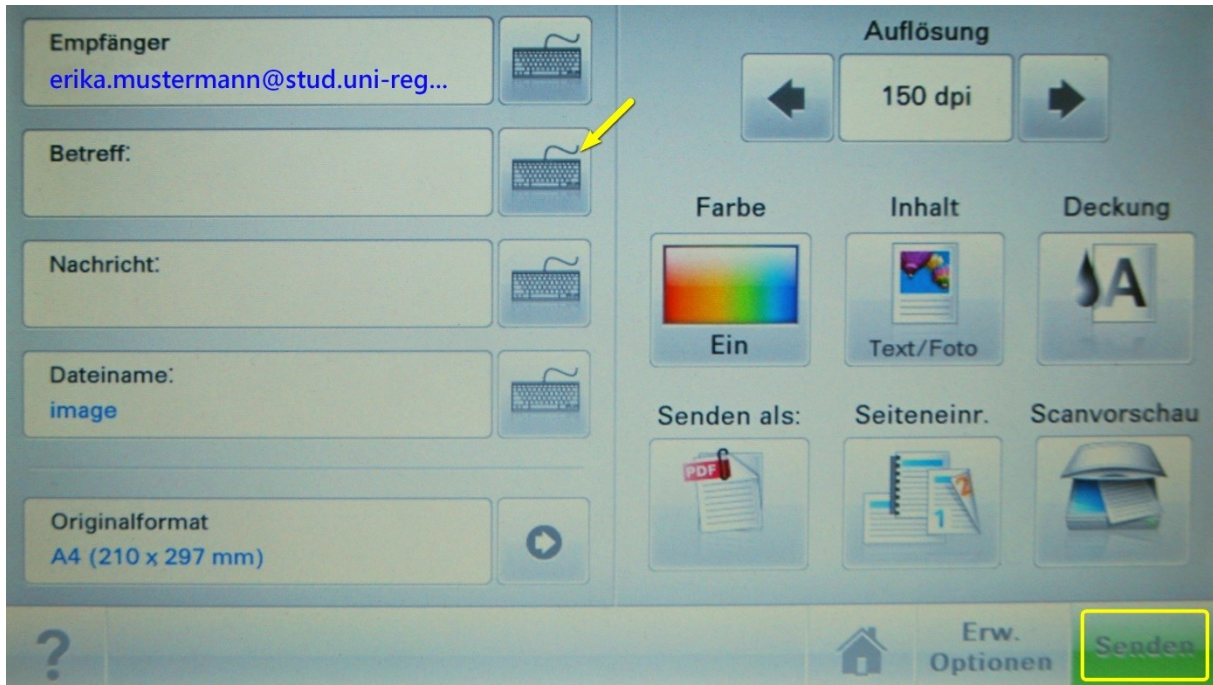 Empfänger
erika.mustermann@stud.uni-reg...
Betreff:
Nachricht:
Dateiname:
image
Originalformat
A4 (210 x 297 mm)
Auflösung
150 dpi
Farbe
Inhalt
Deckung
Ein
Text/Foto
A
Senden als:
Seiteneinr.
Scanvorschau
PDF
1
2
?
Erw.
Optionen
Senden